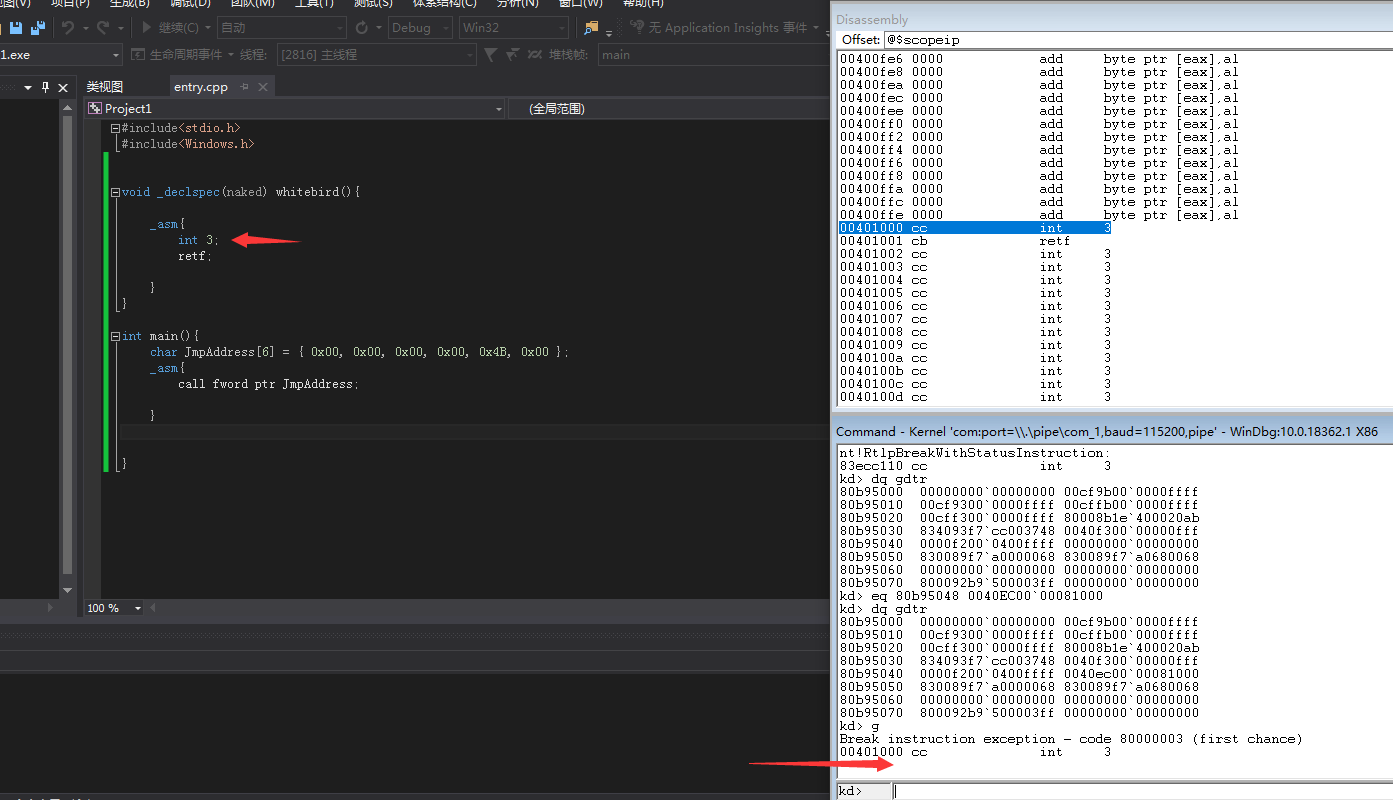 视图(V) 项目(P) 生成(B) 调试(D) 团队(M) 工具(T) 测试(S) 体系结构(C) 分析(N) 窗口(W) 帮助(H)
继续(C) 自动 Debug Win32 无 Application Insights 事件
1.exe 生命周期事件 线程: [2816] 主线程 堆栈帧: main
类视图 entry.cpp
Project1 (全局范围)
#include<stdio.h>
#include<Windows.h>
void _declspec(naked) whitebird(){
_asm{
int 3;
retf;
}
}
int main(){
char JmpAddress[6] = { 0x00, 0x00, 0x00, 0x00, 0x4B, 0x00 };
_asm{
call fword ptr JmpAddress;
}
}
100 %
Disassembly
Offset: @$scopeip
00400fe6 0000 add byte ptr [eax],al
00400fe8 0000 add byte ptr [eax],al
00400fea 0000 add byte ptr [eax],al
00400fec 0000 add byte ptr [eax],al
00400fee 0000 add byte ptr [eax],al
00400ff0 0000 add byte ptr [eax],al
00400ff2 0000 add byte ptr [eax],al
00400ff4 0000 add byte ptr [eax],al
00400ff6 0000 add byte ptr [eax],al
00400ff8 0000 add byte ptr [eax],al
00400ffa 0000 add byte ptr [eax],al
00400ffc 0000 add byte ptr [eax],al
00400ffe 0000 add byte ptr [eax],al
00401000 cc int 3
00401001 cb retf
00401002 cc int 3
00401003 cc int 3
00401004 cc int 3
00401005 cc int 3
00401006 cc int 3
00401007 cc int 3
00401008 cc int 3
00401009 cc int 3
0040100a cc int 3
0040100b cc int 3
0040100c cc int 3
0040100d cc int 3
Command - Kernel 'com:port=\\.\pipe\com_1,baud=115200,pipe' - WinDbg:10.0.18362.1 X86
nt!RtlpBreakWithStatusInstruction:
83ecc110 cc int 3
kd> dq gdtr
80b95000 00000000`00000000 00cf9b00`0000ffff
80b95010 00cf9300`0000ffff 00cffb00`0000ffff
80b95020 00cff300`0000ffff 80008b1e`400020ab
80b95030 834093f7`cc003748 0040f300`00000fff
80b95040 0000f200`0400ffff 00000000`00000000
80b95050 830089f7`a0000068 830089f7`a0680068
80b95060 00000000`00000000 00000000`00000000
80b95070 800092b9`500003ff 00000000`00000000
kd> eq 80b95048 0040EC00`00081000
kd> dq gdtr
80b95000 00000000`00000000 00cf9b00`0000ffff
80b95010 00cf9300`0000ffff 00cffb00`0000ffff
80b95020 00cff300`0000ffff 80008b1e`400020ab
80b95030 834093f7`cc003748 0040f300`00000fff
80b95040 0000f200`0400ffff 0040ec00`00081000
80b95050 830089f7`a0000068 830089f7`a0680068
80b95060 00000000`00000000 00000000`00000000
80b95070 800092b9`500003ff 00000000`00000000
kd> g
Break instruction exception - code 80000003 (first chance)
00401000 cc int 3
kd>